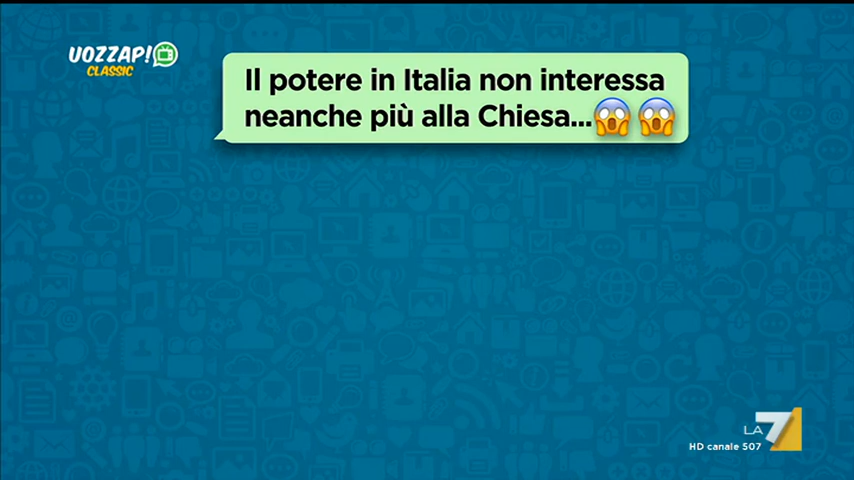 UOZZAP!
CLASSIC
Il potere in Italia non interessa
neanche più alla Chiesa...😱 😱
LA7
HD canale 507